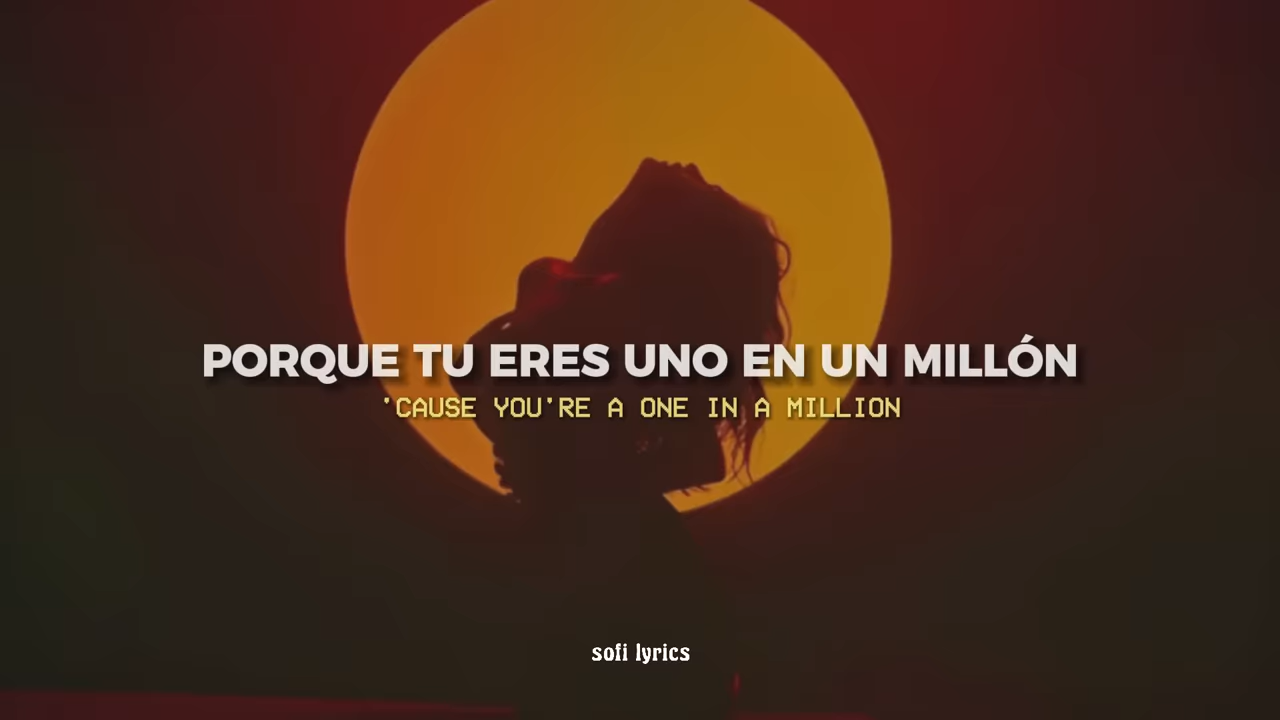 PORQUE TU ERES UNO EN UN MILLÓN
'CAUSE YOU'RE A ONE IN A MILLION
sofi lyrics